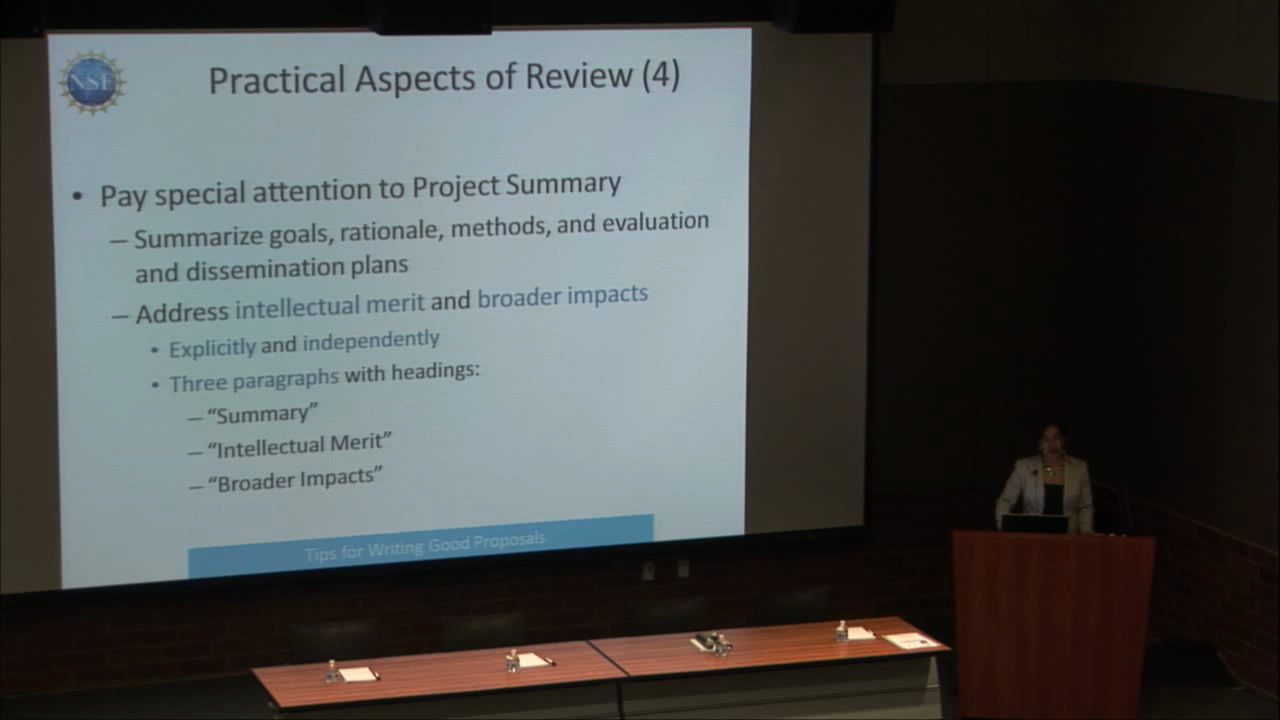 NSF
Practical Aspects of Review (4)
• Pay special attention to Project Summary
– Summarize goals, rationale, methods, and evaluation
and dissemination plans
– Address intellectual merit and broader impacts
• Explicitly and independently
• Three paragraphs with headings:
– “Summary”
– “Intellectual Merit”
– “Broader Impacts”
Tips for Writing Good Proposals